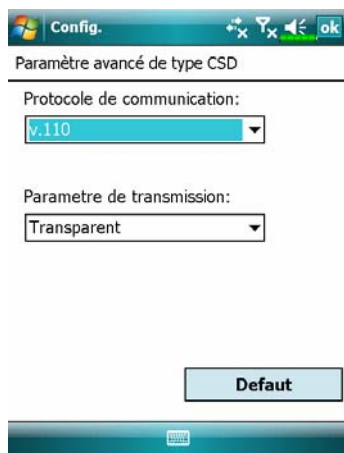 Config. ok
Paramètre avancé de type CSD
Protocole de communication:
v.110
Parametre de transmission:
Transparent
Defaut